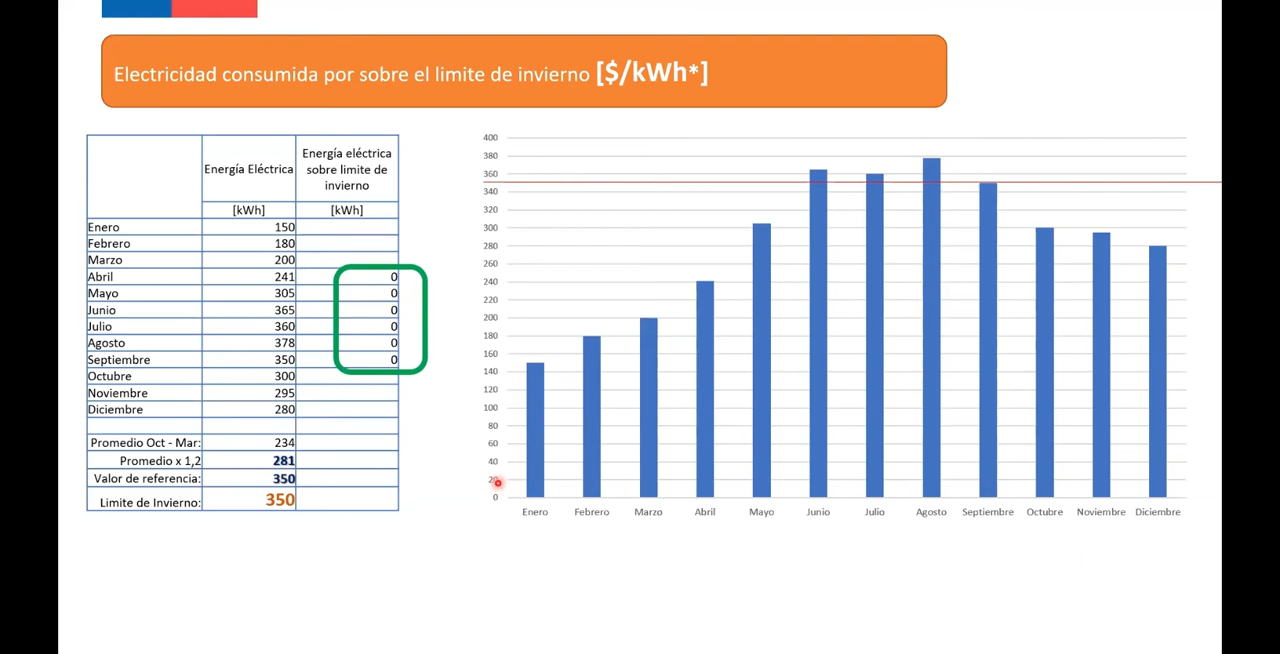 Electricidad consumida por sobre el limite de invierno [$/kWh*]
Energía Eléctrica
Energía eléctrica
sobre limite de
invierno
[kWh] [kWh]
Enero 150
Febrero 180
Marzo 200
Abril 241 0
Mayo 305 0
Junio 365 0
Julio 360 0
Agosto 378 0
Septiembre 350 0
Octubre 300
Noviembre 295
Diciembre 280
Promedio Oct - Mar: 234
Promedio x 1,2 281
Valor de referencia: 350
Limite de Invierno: 350
400
380
360
340
320
300
280
260
240
220
200
180
160
140
120
100
80
60
40
20
0
Enero Febrero Marzo Abril Mayo Junio Julio Agosto Septiembre Octubre Noviembre Diciembre